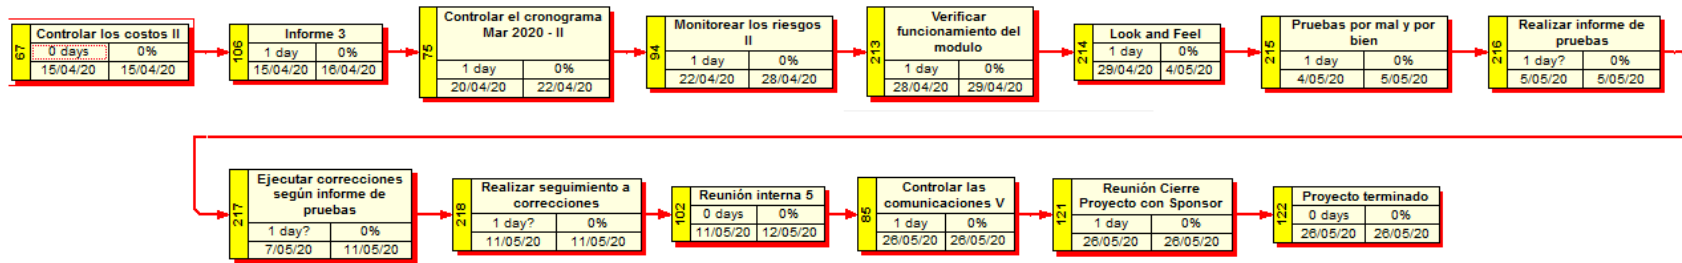 67
Controlar los costos II
0 days 0%
15/04/20 15/04/20
106
Informe 3
1 day 0%
15/04/20 16/04/20
75
Controlar el cronograma
Mar 2020 - II
1 day 0%
20/04/20 22/04/20
94
Monitorear los riesgos
II
1 day 0%
22/04/20 28/04/20
213
Verificar
funcionamiento del
modulo
1 day 0%
28/04/20 29/04/20
214
Look and Feel
1 day 0%
29/04/20 4/05/20
215
Pruebas por mal y por
bien
1 day 0%
4/05/20 5/05/20
216
Realizar informe de
pruebas
1 day? 0%
5/05/20 5/05/20
217
Ejecutar correcciones
según informe de
pruebas
1 day? 0%
7/05/20 11/05/20
218
Realizar seguimiento a
correcciones
1 day? 0%
11/05/20 11/05/20
102
Reunión interna 5
0 days 0%
11/05/20 12/05/20
85
Controlar las
comunicaciones V
1 day 0%
26/05/20 26/05/20
121
Reunión Cierre
Proyecto con Sponsor
1 day 0%
26/05/20 26/05/20
122
Proyecto terminado
0 days 0%
26/05/20 26/05/20